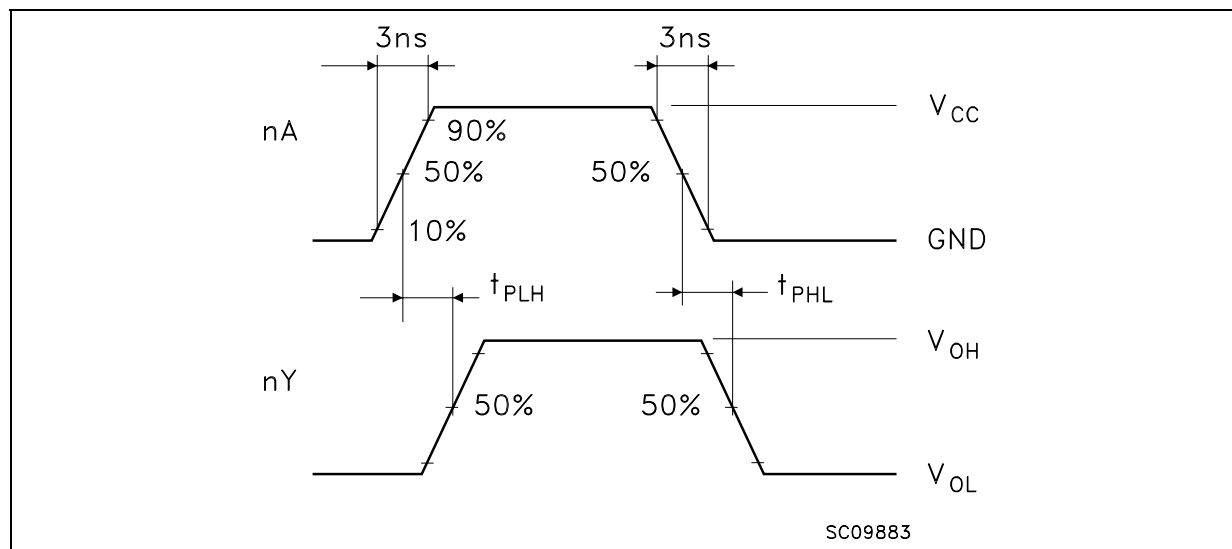 3ns 3ns
V_CC
nA
90%
50% 50%
10%
GND
t_PLH t_PHL
V_OH
nY
50% 50%
V_OL
SC09883